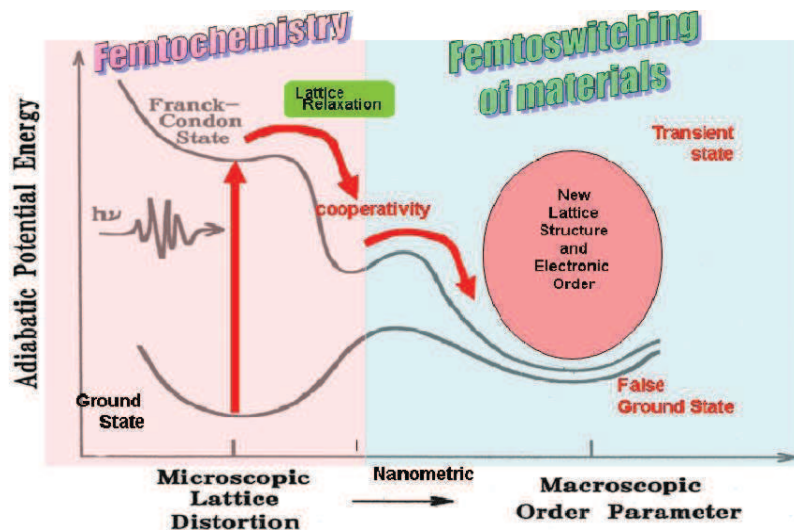 Femtochemistry
Femtoswitching
of materials
Adiabatic Potential Energy
Franck-
Condon
State
Lattice
Relaxation
Transient
state
hν
cooperativity
New
Lattice
Structure
and
Electronic
Order
Ground
State
False
Ground State
Microscopic
Lattice
Distortion
Nanometric
Macroscopic
Order Parameter